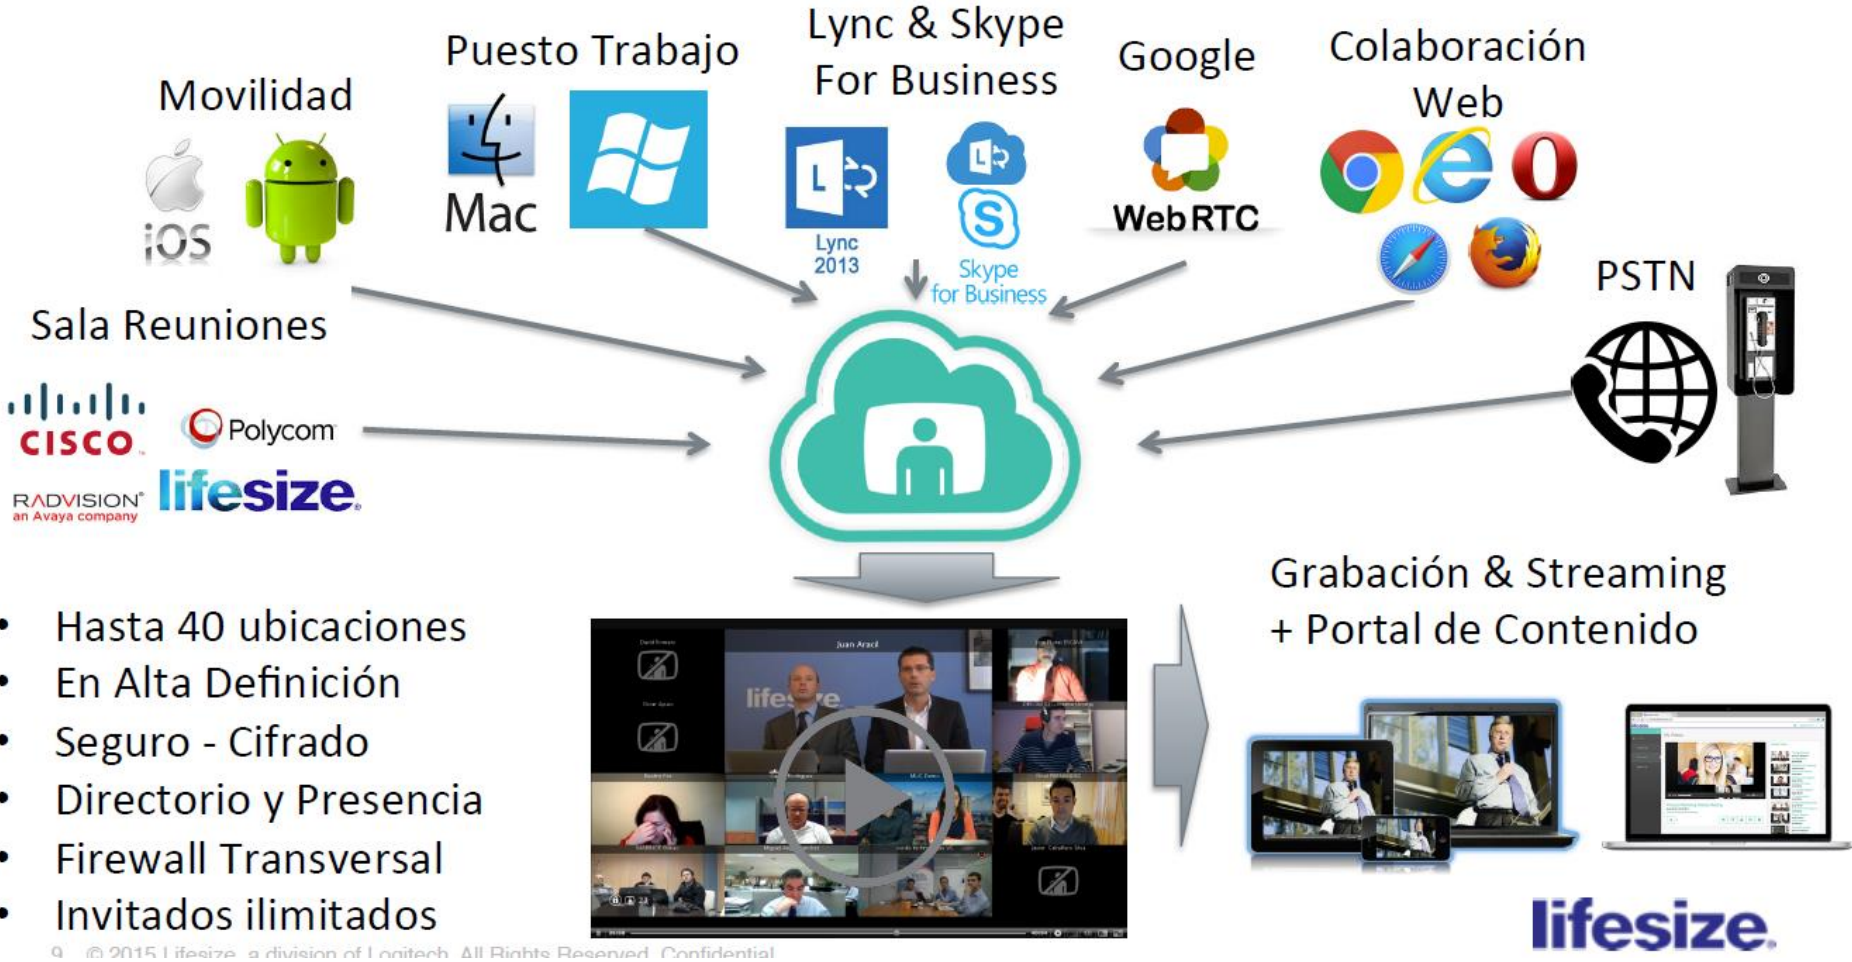 Movilidad
iOS
Puesto Trabajo
Mac
Lync & Skype
For Business
L
Lync
2013
L
S
Skype
for Business
Google
WebRTC
Colaboración
Web
PSTN
Sala Reuniones
CISCO
Polycom
RADVISION®
an Avaya company
lifesize®
• Hasta 40 ubicaciones
• En Alta Definición
• Seguro - Cifrado
• Directorio y Presencia
• Firewall Transversal
• Invitados ilimitados
Juan Aracil
lifesize
Grabación & Streaming
+ Portal de Contenido
lifesize®
9 © 2015 Lifesize, a division of Logitech. All Rights Reserved. Confidential